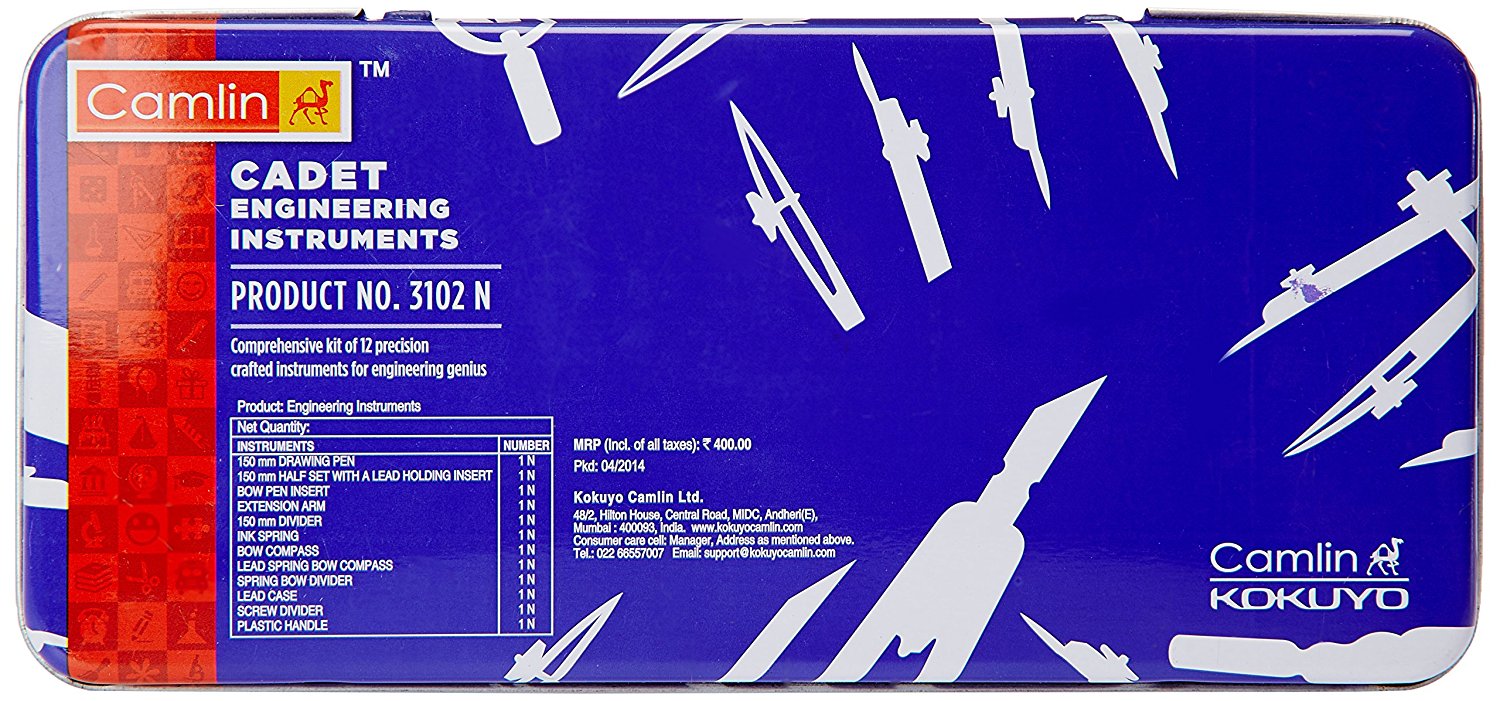 Camlin TM
CADET
ENGINEERING
INSTRUMENTS
PRODUCT NO. 3102 N
Comprehensive kit of 12 precision
crafted instruments for engineering genius
Product: Engineering Instruments
Net Quantity:
INSTRUMENTS NUMBER
150 mm DRAWING PEN 1 N
150 mm HALF SET WITH A LEAD HOLDING INSERT 1 N
BOW PEN INSERT 1 N
EXTENSION ARM 1 N
150 mm DIVIDER 1 N
INK SPRING 1 N
BOW COMPASS 1 N
LEAD SPRING BOW COMPASS 1 N
SPRING BOW DIVIDER 1 N
LEAD CASE 1 N
SCREW DIVIDER 1 N
PLASTIC HANDLE 1 N
MRP (Incl. of all taxes): ₹ 400.00
Pkd: 04/2014
Kokuyo Camlin Ltd.
48/2, Hilton House, Central Road, MIDC, Andheri(E),
Mumbai : 400093, India. www.kokuyocamlin.com
Consumer care cell: Manager, Address as mentioned above.
Tel.: 022 66557007 Email: support@kokuyocamlin.com
Camlin
KOKUYO